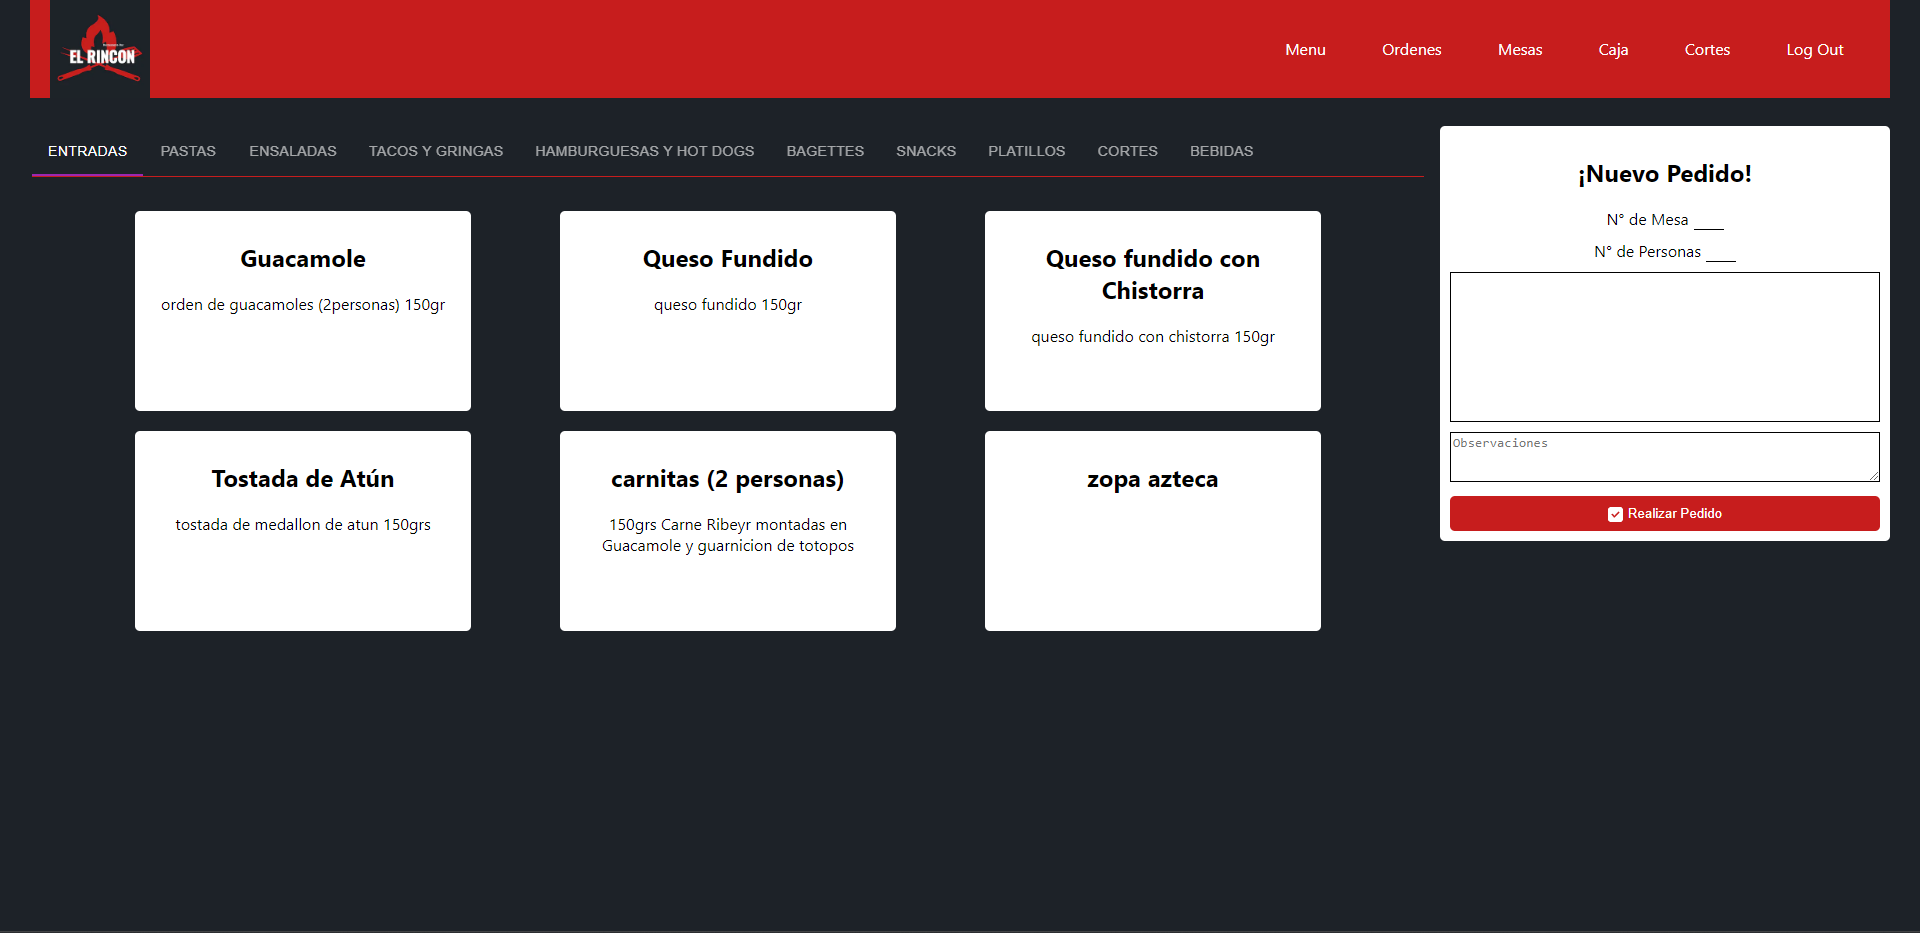 EL RINCON
Menu
Ordenes
Mesas
Caja
Cortes
Log Out
ENTRADAS
PASTAS
ENSALADAS
TACOS Y GRINGAS
HAMBURGUESAS Y HOT DOGS
BAGETTES
SNACKS
PLATILLOS
CORTES
BEBIDAS
Guacamole
orden de guacamoles (2personas) 150gr
Queso Fundido
queso fundido 150gr
Queso fundido con
Chistorra
queso fundido con chistorra 150gr
Tostada de Atún
tostada de medallon de atun 150grs
carnitas (2 personas)
150grs Carne Ribeyr montadas en
Guacamole y guarnicion de totopos
zopa azteca
¡Nuevo Pedido!
N° de Mesa
N° de Personas
Observaciones
Realizar Pedido